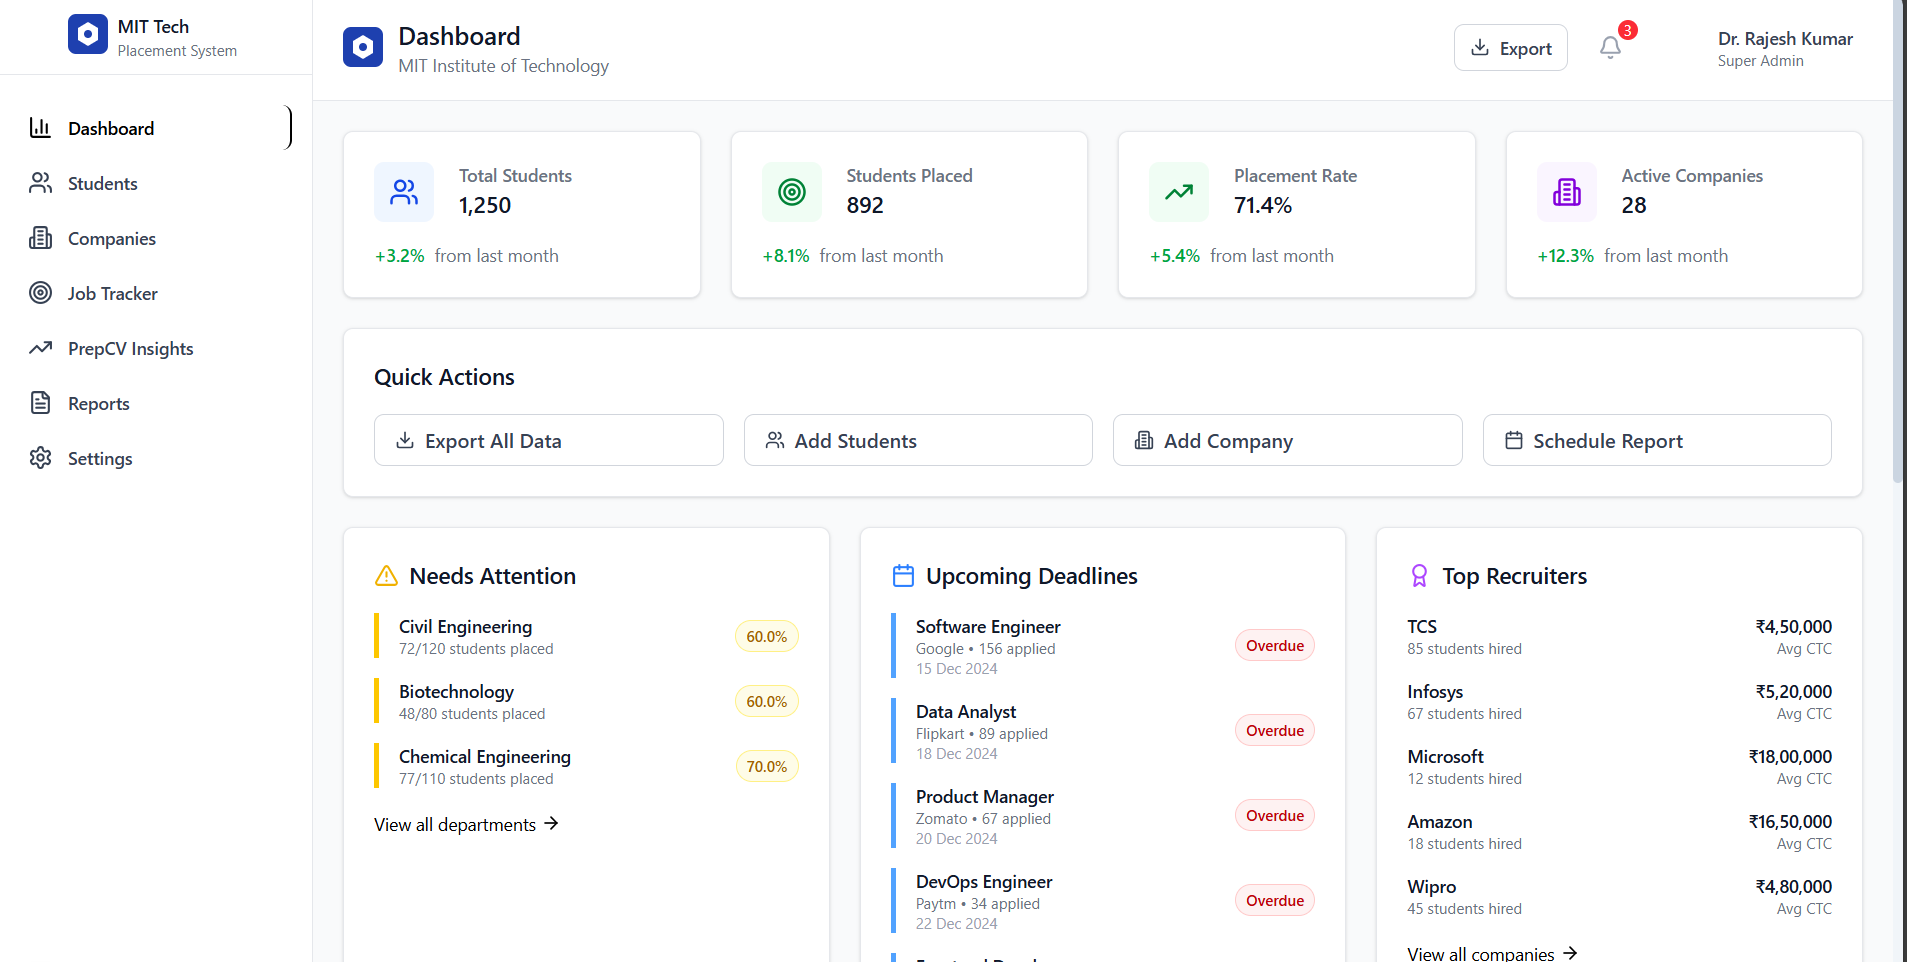 MIT Tech
Placement System
Dashboard
Students
Companies
Job Tracker
PrepCV Insights
Reports
Settings
Dashboard
MIT Institute of Technology
Export
3
Dr. Rajesh Kumar
Super Admin
Total Students
1,250
+3.2% from last month
Students Placed
892
+8.1% from last month
Placement Rate
71.4%
+5.4% from last month
Active Companies
28
+12.3% from last month
Quick Actions
Export All Data
Add Students
Add Company
Schedule Report
Needs Attention
Civil Engineering
72/120 students placed
60.0%
Biotechnology
48/80 students placed
60.0%
Chemical Engineering
77/110 students placed
70.0%
View all departments
Upcoming Deadlines
Software Engineer
Google • 156 applied
15 Dec 2024
Overdue
Data Analyst
Flipkart • 89 applied
18 Dec 2024
Overdue
Product Manager
Zomato • 67 applied
20 Dec 2024
Overdue
DevOps Engineer
Paytm • 34 applied
22 Dec 2024
Overdue
Top Recruiters
TCS
85 students hired
₹4,50,000
Avg CTC
Infosys
67 students hired
₹5,20,000
Avg CTC
Microsoft
12 students hired
₹18,00,000
Avg CTC
Amazon
18 students hired
₹16,50,000
Avg CTC
Wipro
45 students hired
₹4,80,000
Avg CTC
View all companies